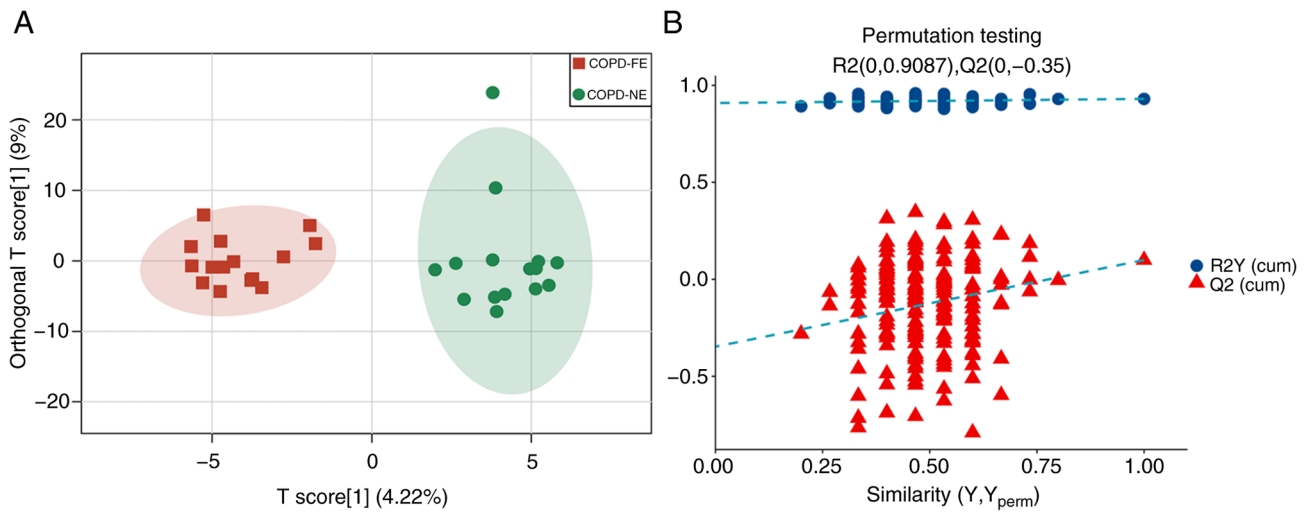 A
Orthogonal T score[1] (9%)
20
10
0
−10
−20
−5
0
5
T score[1] (4.22%)
COPD-FE
COPD-NE
B
Permutation testing
R2(0,0.9087),Q2(0,−0.35)
1.0
0.5
0.0
−0.5
0.00
0.25
0.50
0.75
1.00
Similarity (Y,Yperm)
R2Y (cum)
Q2 (cum)